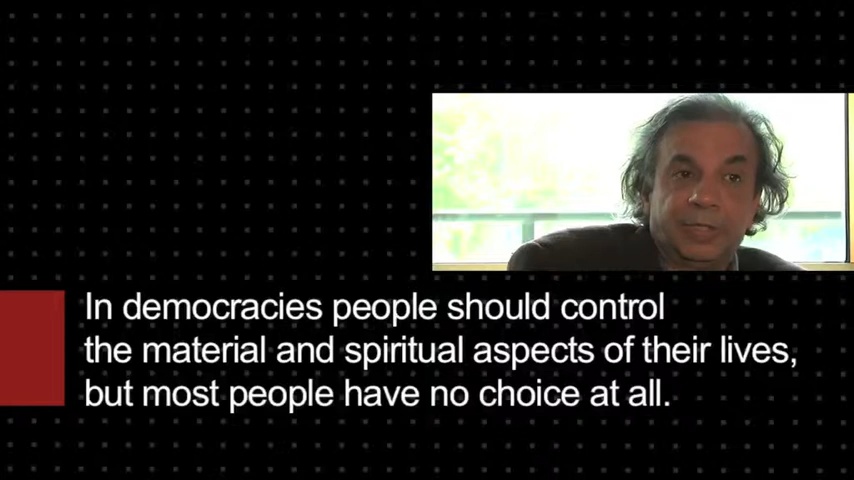 In democracies people should control
the material and spiritual aspects of their lives,
but most people have no choice at all.